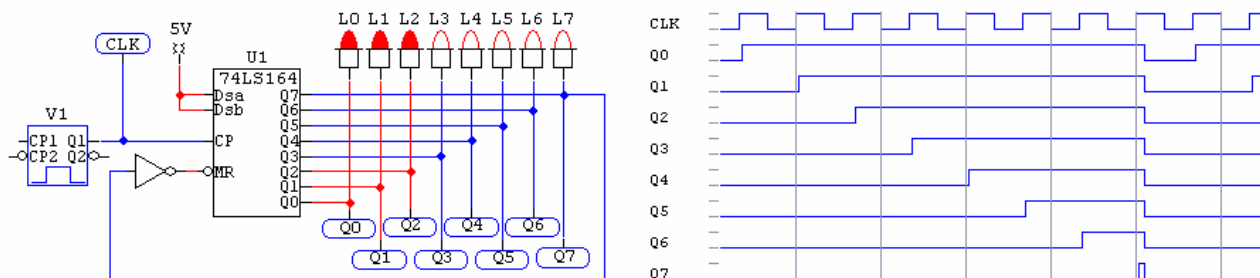 L0 L1 L2 L3 L4 L5 L6 L7
5V
CLK
U1
74LS164
Dsa Q7
Dsb Q6
Q5
CP Q4
Q3
MR Q2
Q1
Q0
V1
CP1 Q1
CP2 Q2
Q0 Q2 Q4 Q6
Q1 Q3 Q5 Q7
CLK
Q0
Q1
Q2
Q3
Q4
Q5
Q6
Q7